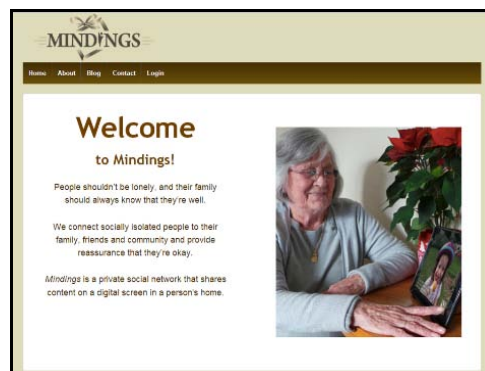 MINDINGS
Home About Blog Contact Login
Welcome
to Mindings!
People shouldn't be lonely, and their family
should always know that they're well.
We connect socially isolated people to their
family, friends and community and provide
reassurance that they're okay.
Mindings is a private social network that shares
content on a digital screen in a person's home.